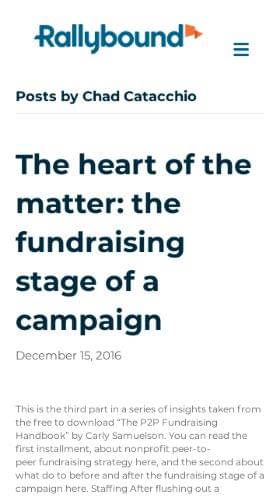 Rallybound
Posts by Chad Catacchio
The heart of the
matter: the
fundraising
stage of a
campaign
December 15, 2016
This is the third part in a series of insights taken from
the free to download “The P2P Fundraising
Handbook” by Carly Samuelson. You can read the
first installment, about nonprofit peer-to-
peer fundraising strategy here, and the second about
what do to before and after the fundraising stage of a
campaign here. Staffing After flushing out a